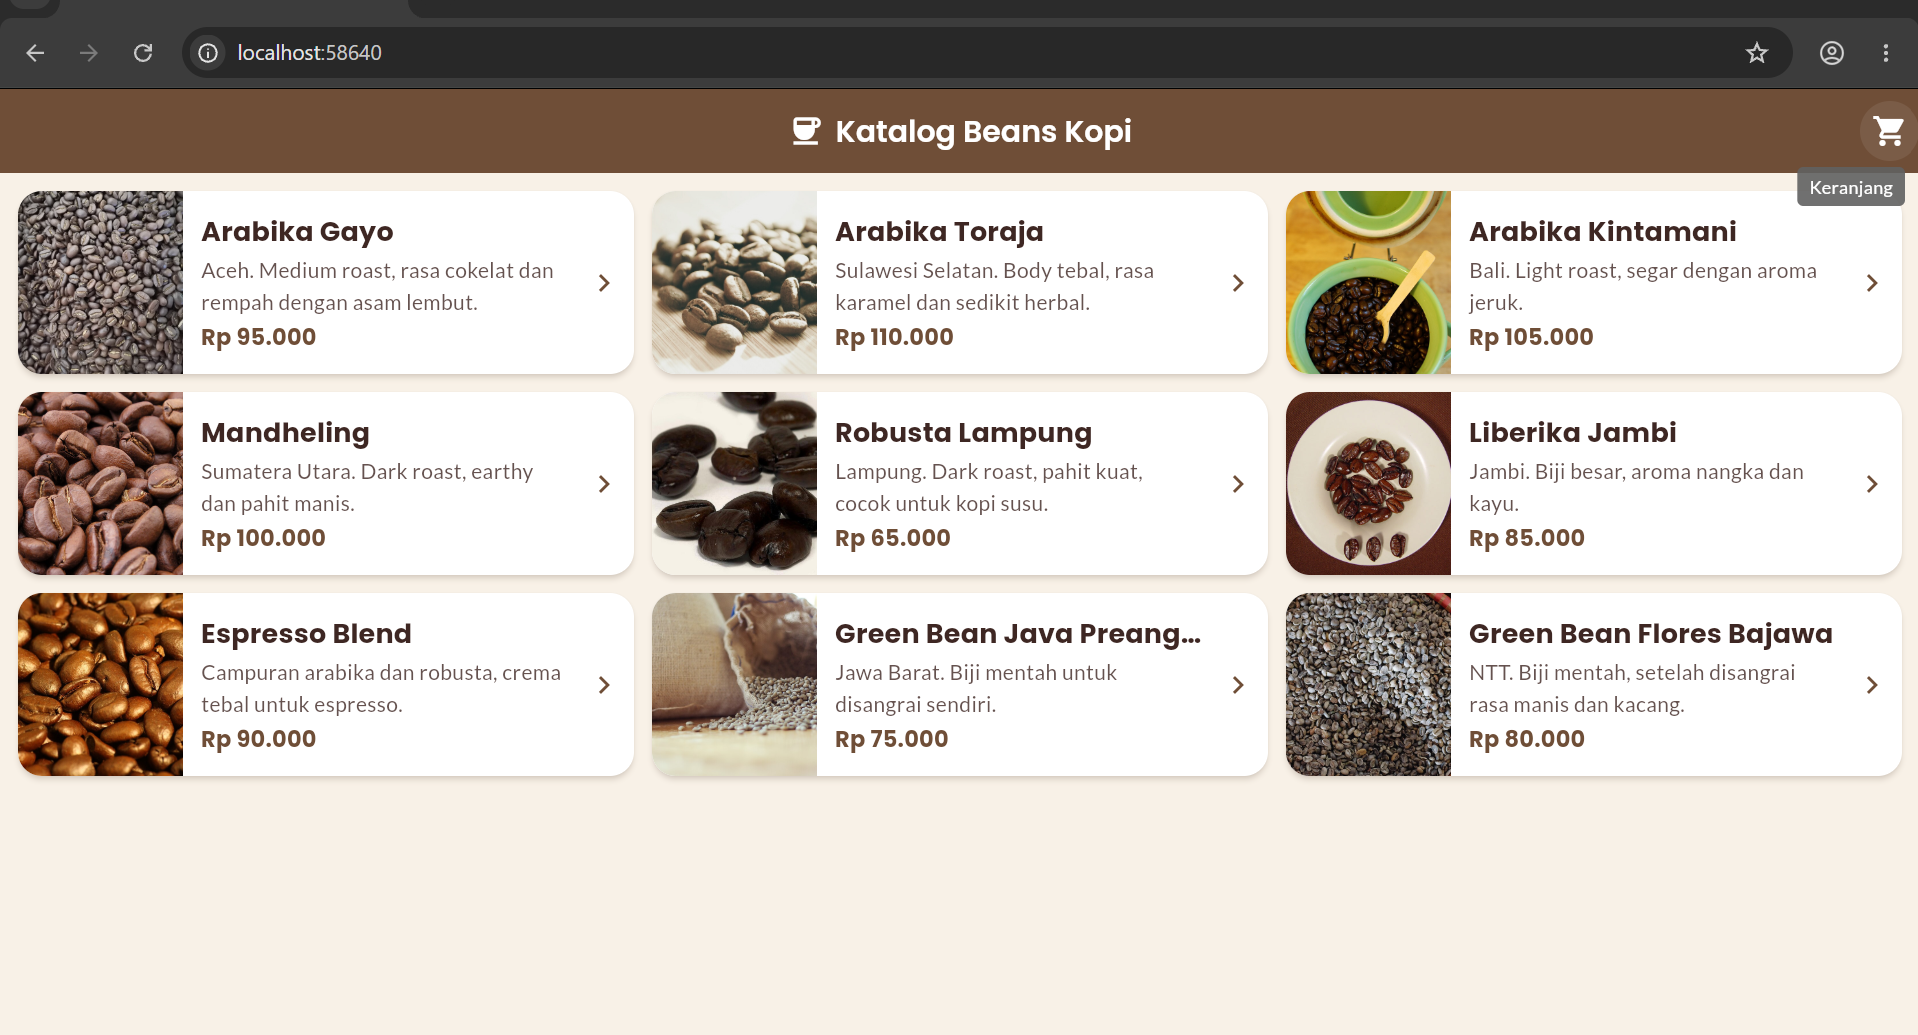 localhost:58640
Katalog Beans Kopi
Keranjang
Arabika Gayo
Aceh. Medium roast, rasa cokelat dan
rempah dengan asam lembut.
Rp 95.000
Arabika Toraja
Sulawesi Selatan. Body tebal, rasa
karamel dan sedikit herbal.
Rp 110.000
Arabika Kintamani
Bali. Light roast, segar dengan aroma
jeruk.
Rp 105.000
Mandheling
Sumatera Utara. Dark roast, earthy
dan pahit manis.
Rp 100.000
Robusta Lampung
Lampung. Dark roast, pahit kuat,
cocok untuk kopi susu.
Rp 65.000
Liberika Jambi
Jambi. Biji besar, aroma nangka dan
kayu.
Rp 85.000
Espresso Blend
Campuran arabika dan robusta, crema
tebal untuk espresso.
Rp 90.000
Green Bean Java Preang...
Jawa Barat. Biji mentah untuk
disangrai sendiri.
Rp 75.000
Green Bean Flores Bajawa
NTT. Biji mentah, setelah disangrai
rasa manis dan kacang.
Rp 80.000